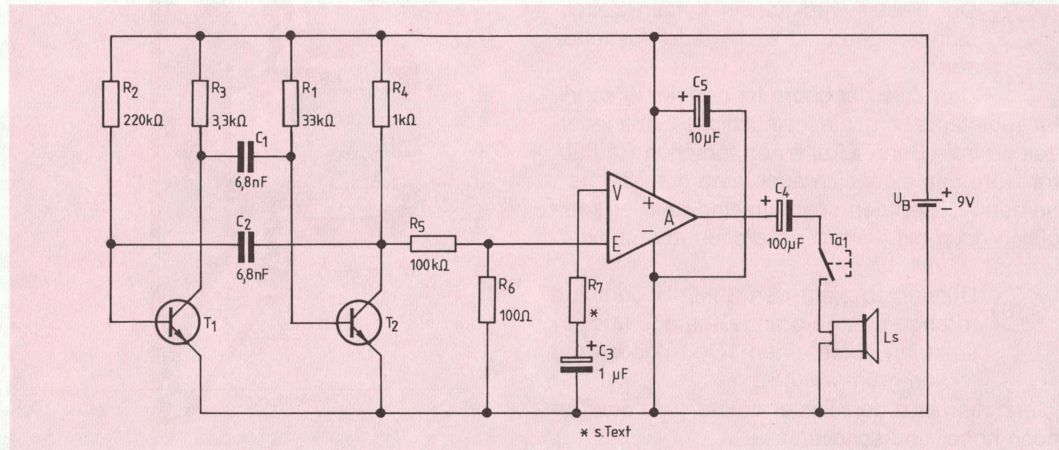 R2
220kΩ
R3
3,3kΩ
C1
6,8nF
R1
33kΩ
R4
1kΩ
C2
6,8nF
R5
100kΩ
R6
100Ω
T1
T2
V
E
+
−
A
R7
*
+
C3
1 µF
+
C5
10µF
+
C4
100µF
Ta1
Ls
UB
+
−
9V
* s.Text